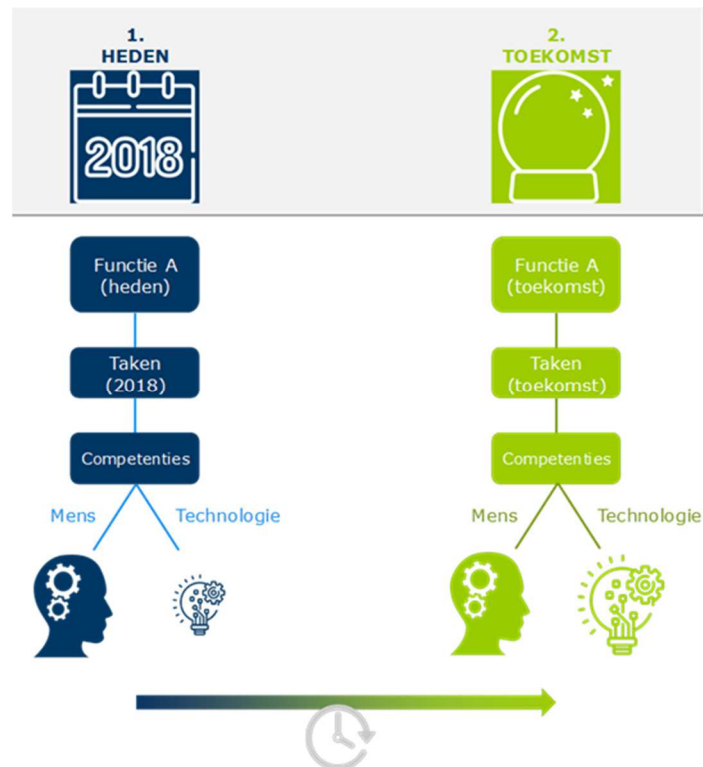 1.
HEDEN
2018
Functie A
(heden)
Taken
(2018)
Competenties
Mens
Technologie
2.
TOEKOMST
Functie A
(toekomst)
Taken
(toekomst)
Competenties
Mens
Technologie